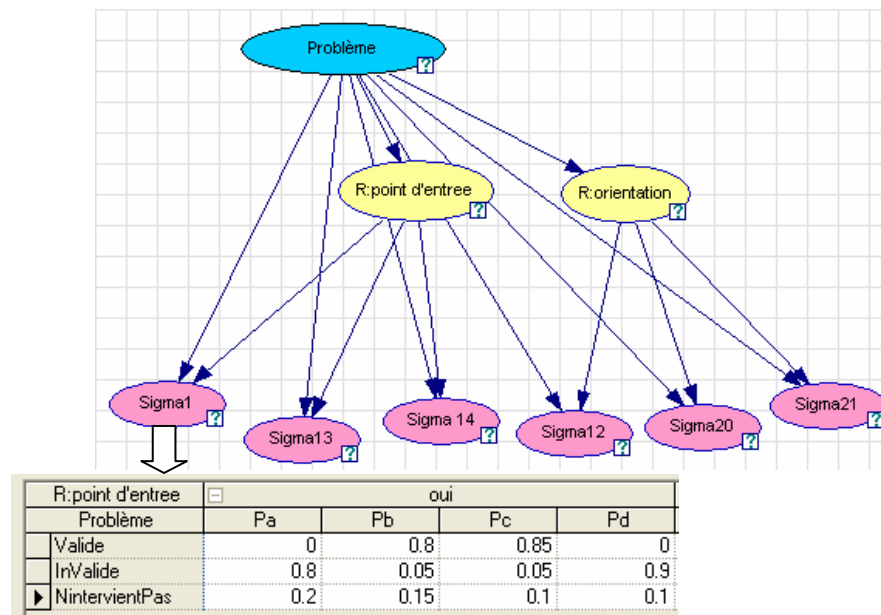 Problème
?
R:point d'entree
?
R:orientation
?
Sigma1
?
Sigma13
?
Sigma 14
?
Sigma12
?
Sigma20
?
Sigma21
?
R:point d'entree oui
Problème Pa Pb Pc Pd
Valide 0 0.8 0.85 0
InValide 0.8 0.05 0.05 0.9
NintervientPas 0.2 0.15 0.1 0.1